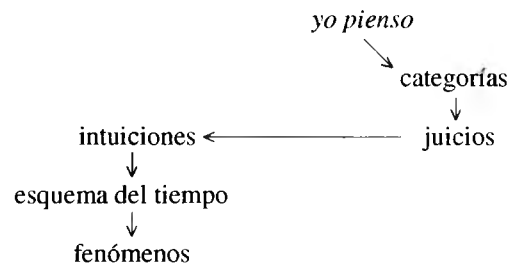 yo pienso
categorías
intuiciones juicios
esquema del tiempo
fenómenos